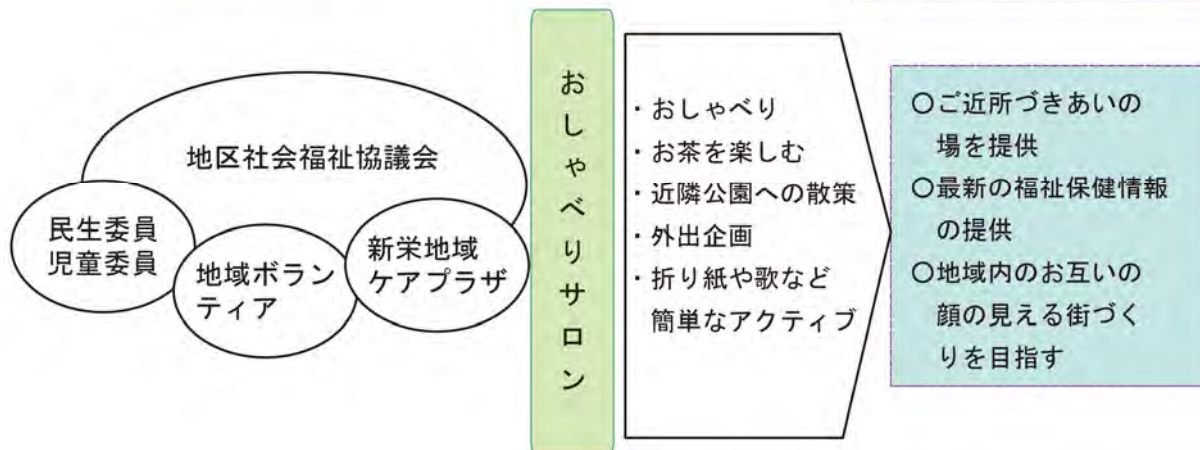 地区社会福祉協議会
民生委員
児童委員
地域ボラン
ティア
新栄地域
ケアプラザ
おしゃべりサロン
・おしゃべり
・お茶を楽しむ
・近隣公園への散策
・外出企画
・折り紙や歌など
簡単なアクティブ
〇ご近所づきあいの
場を提供
〇最新の福祉保健情報
の提供
〇地域内のお互いの
顔の見える街づく
りを目指す